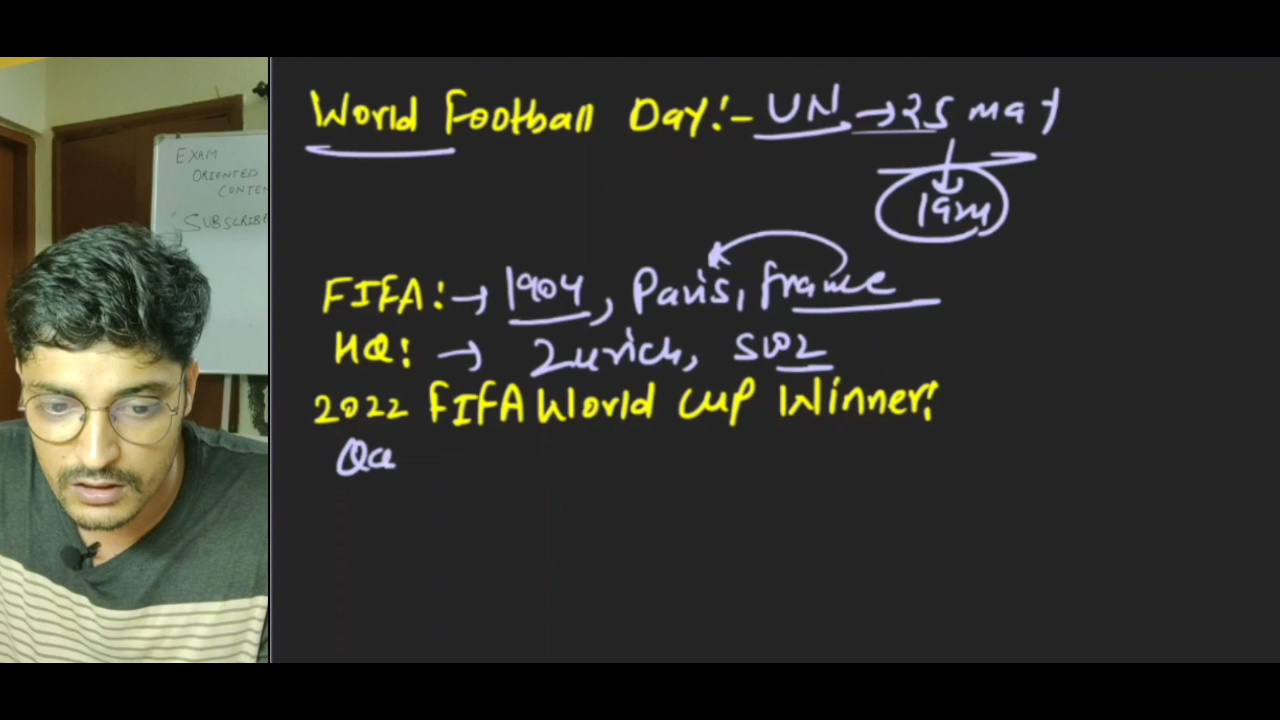 EXAM
ORIENTED
CONTEN
SUBSCRIBE
World Football Day:- UN → 25 may
1924
FIFA:→ 1904, Paris, france
HQ: → Zurich, SWZ
2022 FIFA World Cup Winner:
Qa